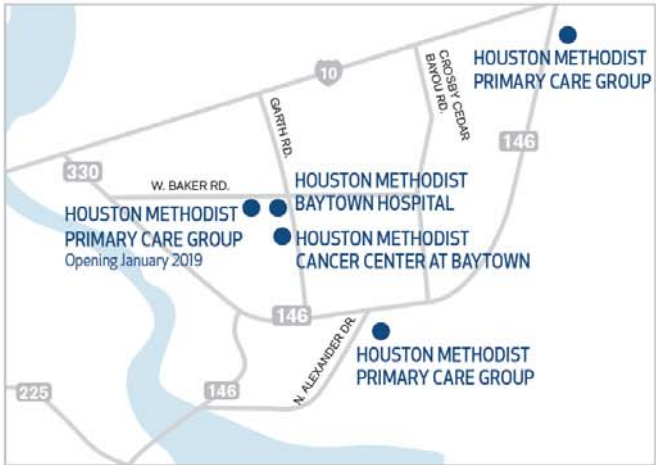 HOUSTON METHODIST
PRIMARY CARE GROUP
10
CROSBY CEDAR
BAYOU RD.
GARTH RD.
146
330
W. BAKER RD.
HOUSTON METHODIST
BAYTOWN HOSPITAL
HOUSTON METHODIST
PRIMARY CARE GROUP
Opening January 2019
HOUSTON METHODIST
CANCER CENTER AT BAYTOWN
146
N. ALEXANDER DR.
HOUSTON METHODIST
PRIMARY CARE GROUP
146
225